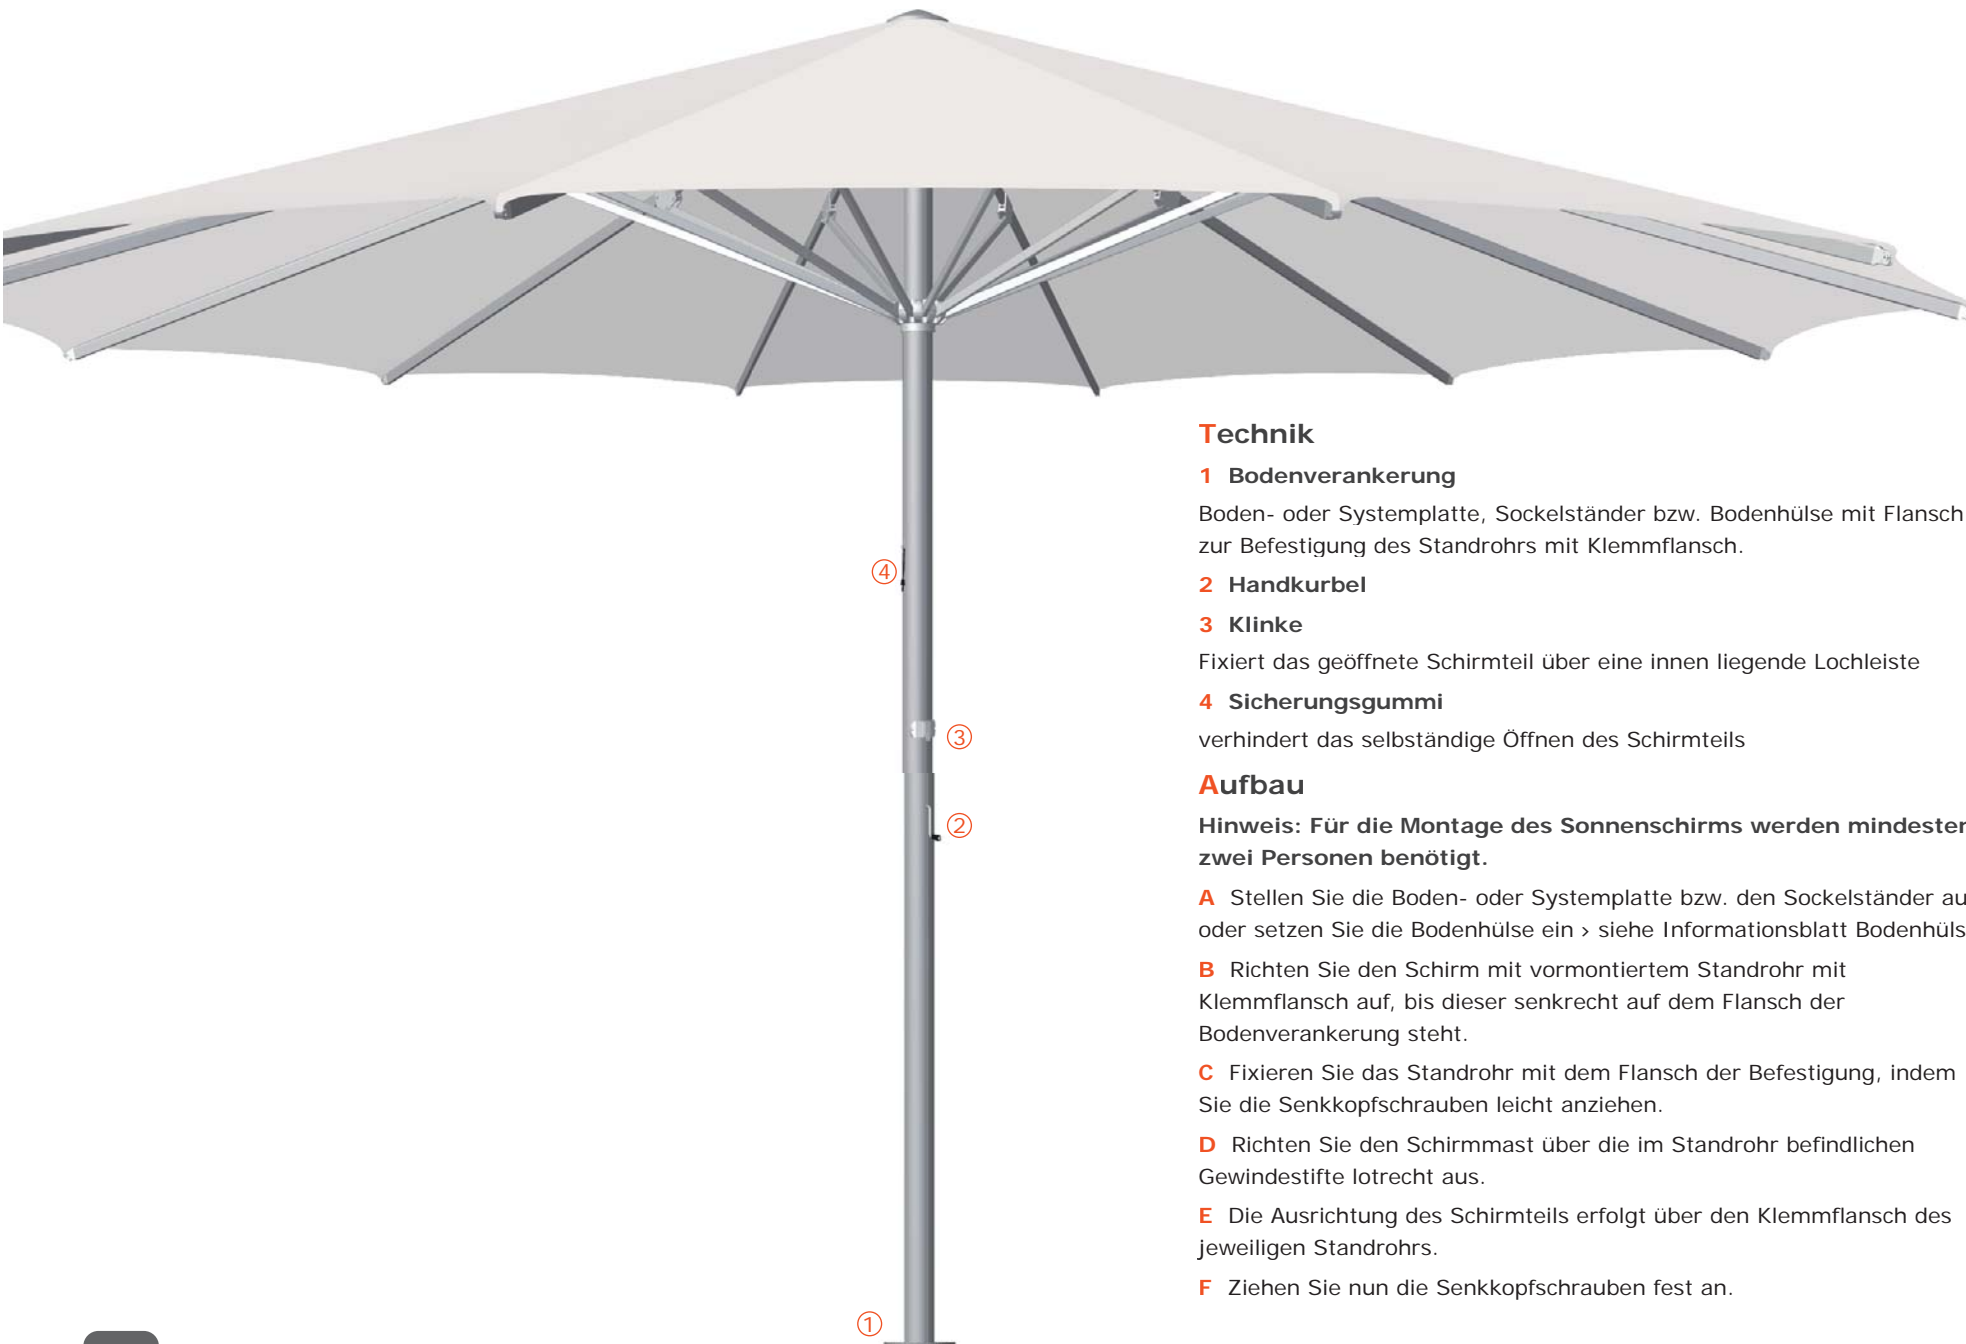 ④
③
②
①
Technik
1 Bodenverankerung
Boden- oder Systemplatte, Sockelständer bzw. Bodenhülse mit Flansch
zur Befestigung des Standrohrs mit Klemmflansch.
2 Handkurbel
3 Klinke
Fixiert das geöffnete Schirmteil über eine innen liegende Lochleiste
4 Sicherungsgummi
verhindert das selbständige Öffnen des Schirmteils
Aufbau
Hinweis: Für die Montage des Sonnenschirms werden
zwei Personen benötigt.
A Stellen Sie die Boden- oder Systemplatte bzw. den Sockelständer
oder setzen Sie die Bodenhülse ein › siehe Informationsblatt
B Richten Sie den Schirm mit vormontiertem Standrohr mit
Klemmflansch auf, bis dieser senkrecht auf dem Flansch der
Bodenverankerung steht.
C Fixieren Sie das Standrohr mit dem Flansch der Befestigung, indem
Sie die Senkkopfschrauben leicht anziehen.
D Richten Sie den Schirmmast über die im Standrohr befindlichen
Gewindestifte lotrecht aus.
E Die Ausrichtung des Schirmteils erfolgt über den Klemmflansch des
jeweiligen Standrohrs.
F Ziehen Sie nun die Senkkopfschrauben fest an.